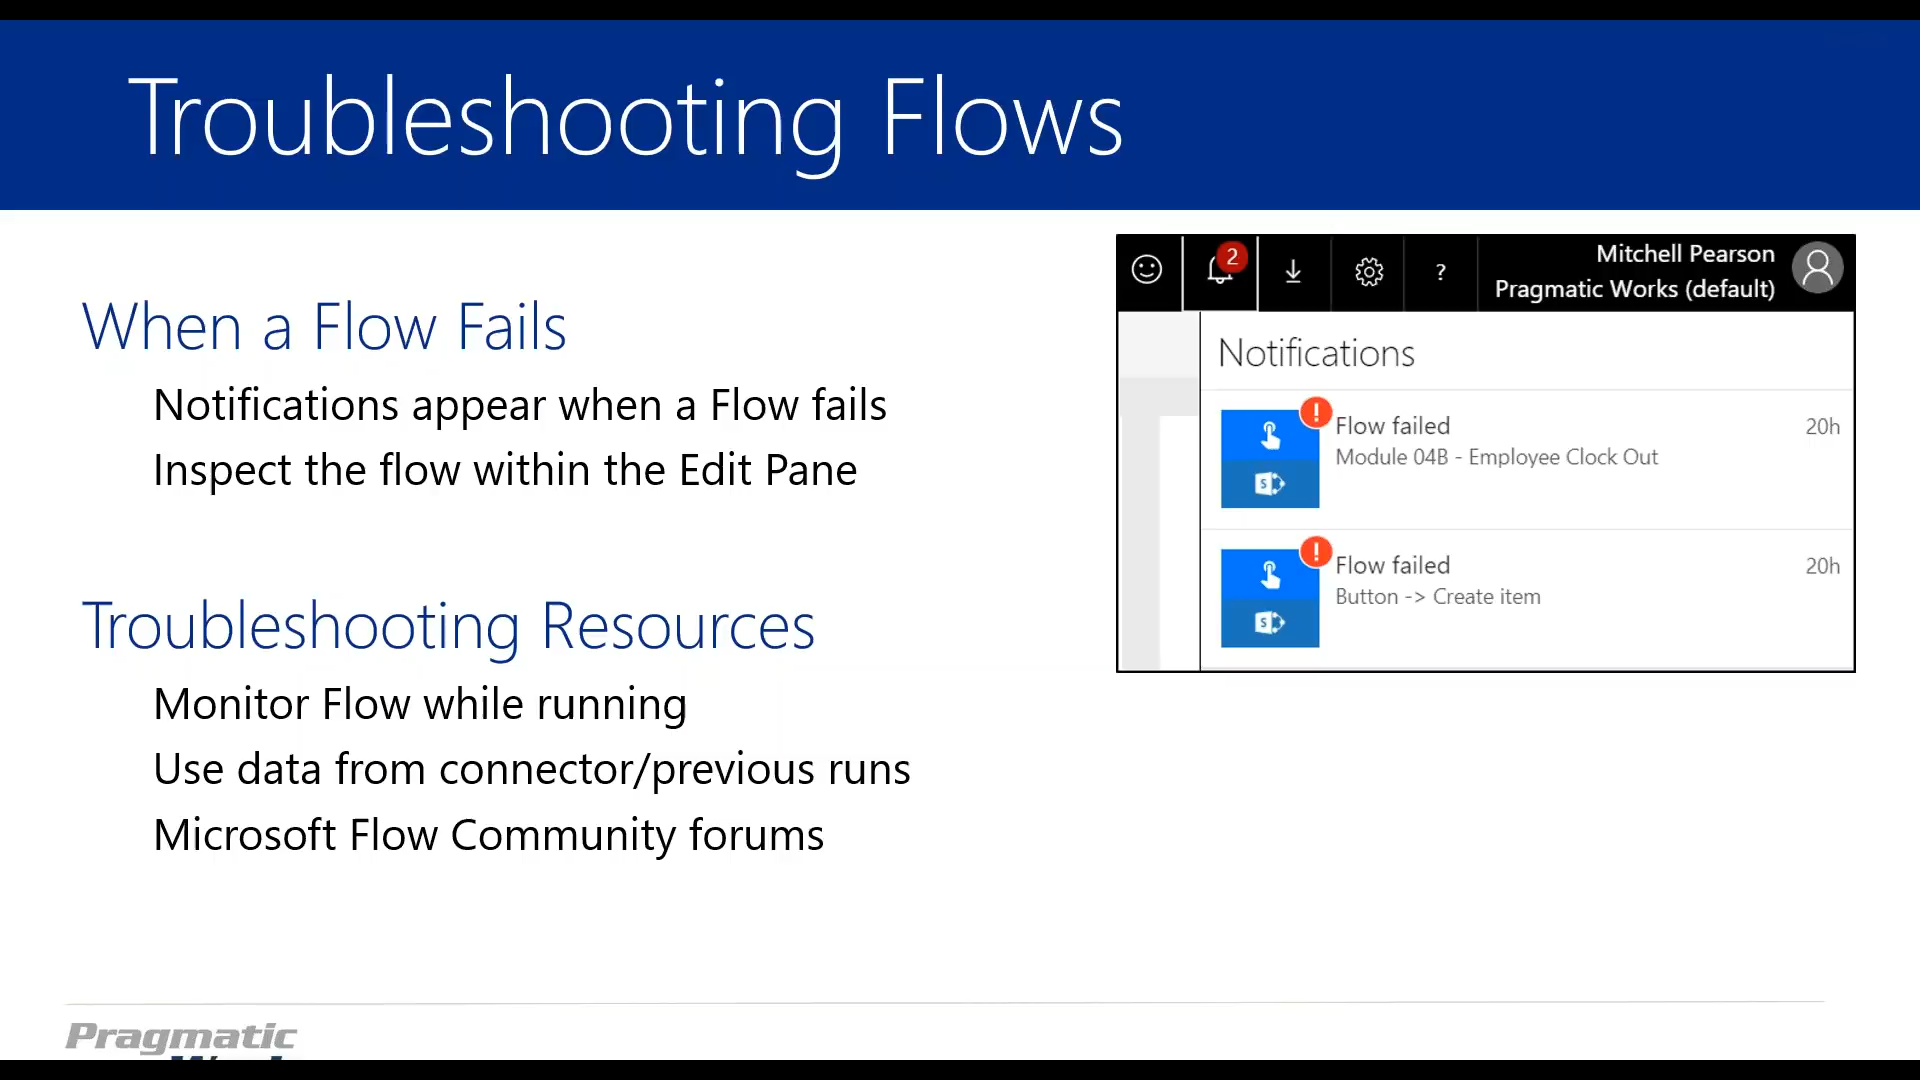 Troubleshooting Flows
When a Flow Fails
Notifications appear when a Flow fails
Inspect the flow within the Edit Pane
Troubleshooting Resources
Monitor Flow while running
Use data from connector/previous runs
Microsoft Flow Community forums
2
?
Mitchell Pearson
Pragmatic Works (default)
Notifications
Flow failed 20h
Module 04B - Employee Clock Out
Flow failed 20h
Button -> Create item
Pragmatic